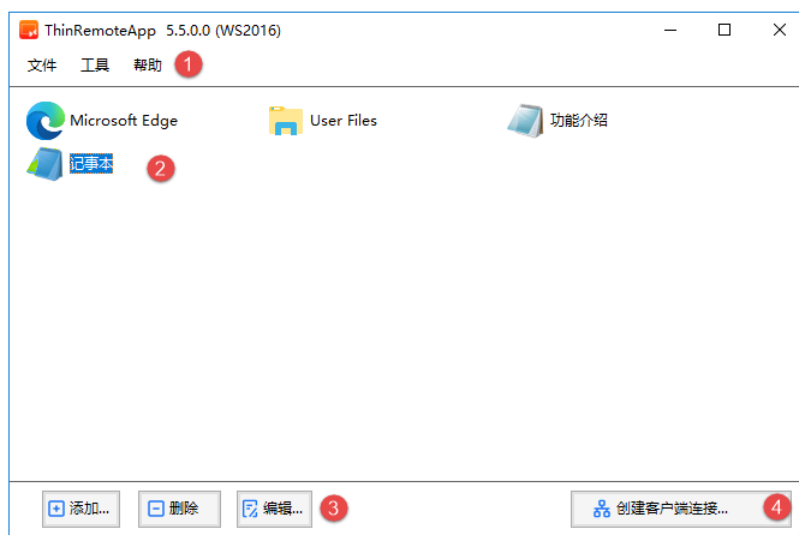 ThinRemoteApp 5.5.0.0 (WS2016)
文件 工具 帮助 1
Microsoft Edge User Files 功能介绍
记事本 2
添加... 删除 编辑... 3 创建客户端连接... 4